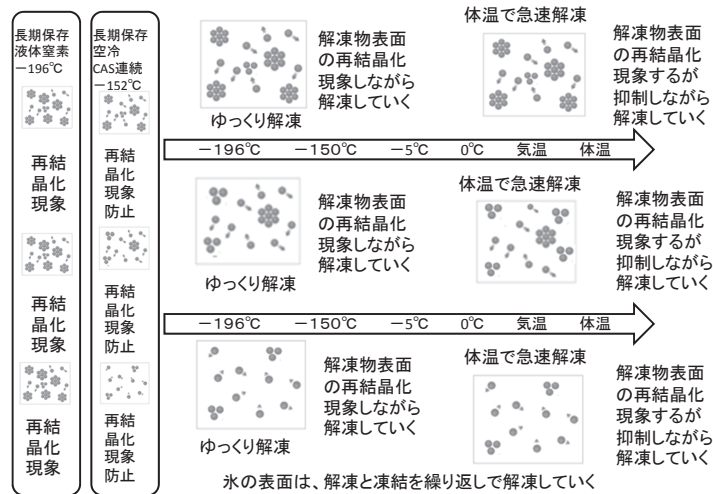 長期保存
液体窒素
－196℃
再結
晶化
現象
再結
晶化
現象
再結
晶化
現象
長期保存
空冷
CAS連続
－152℃
再結
晶化
現象
防止
再結
晶化
現象
防止
再結
晶化
現象
防止
ゆっくり解凍
解凍物表面
の再結晶化
現象しながら
解凍していく
体温で急速解凍
解凍物表面
の再結晶化
現象するが
抑制しながら
解凍していく
－196℃ －150℃ －5℃ 0℃ 気温 体温
ゆっくり解凍
解凍物表面
の再結晶化
現象しながら
解凍していく
体温で急速解凍
解凍物表面
の再結晶化
現象するが
抑制しながら
解凍していく
－196℃ －150℃ －5℃ 0℃ 気温 体温
ゆっくり解凍
解凍物表面
の再結晶化
現象しながら
解凍していく
体温で急速解凍
解凍物表面
の再結晶化
現象するが
抑制しながら
解凍していく
氷の表面は、解凍と凍結を繰り返しで解凍していく